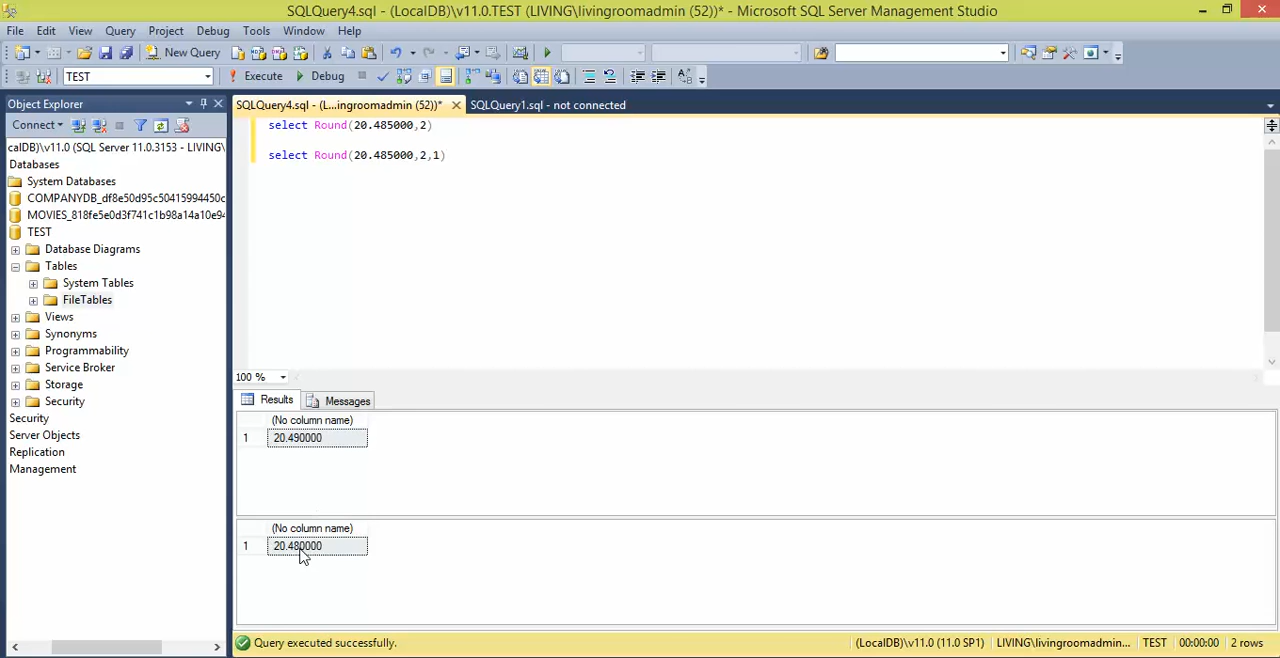 SQLQuery4.sql - (LocalDB)\v11.0.TEST (LIVING\livingroomadmin (52))* - Microsoft SQL Server Management Studio
File Edit View Query Project Debug Tools Window Help
New Query
TEST Execute Debug
Object Explorer
Connect
calDB)\v11.0 (SQL Server 11.0.3153 - LIVING\
Databases
System Databases
COMPANYDB_df8e50d95c50415994450c
MOVIES_818fe5e0d3f741c1b98a14a10e94
TEST
Database Diagrams
Tables
System Tables
FileTables
Views
Synonyms
Programmability
Service Broker
Storage
Security
Security
Server Objects
Replication
Management
SQLQuery4.sql - (L...ingroomadmin (52))* SQLQuery1.sql - not connected
select Round(20.485000,2)
select Round(20.485000,2,1)
100 %
Results Messages
(No column name)
1 20.490000
(No column name)
1 20.480000
Query executed successfully. (LocalDB)\v11.0 (11.0 SP1) LIVING\livingroomadmin... TEST 00:00:00 2 rows